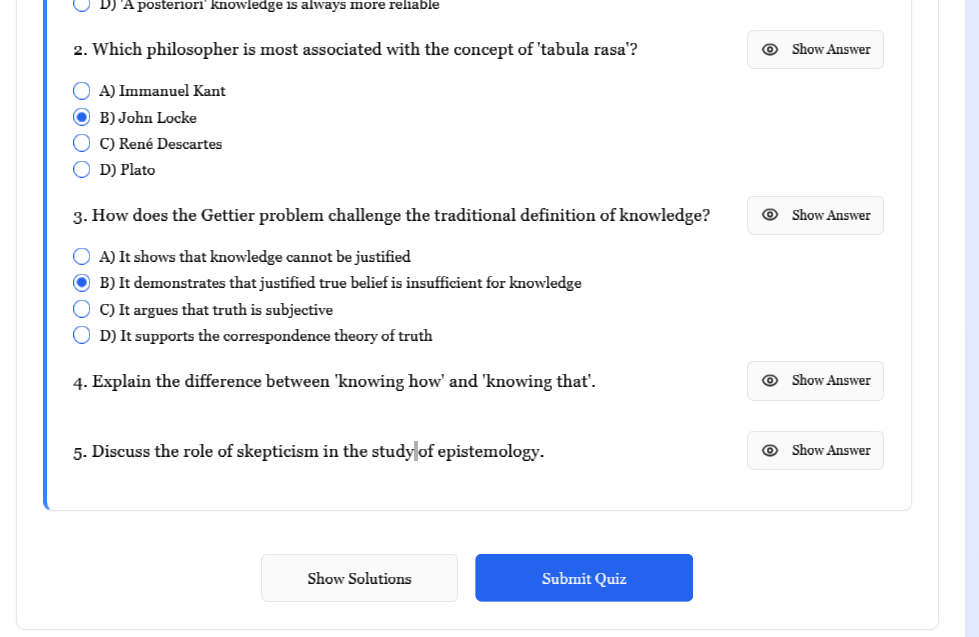 D) 'A posteriori' knowledge is always more reliable
2. Which philosopher is most associated with the concept of 'tabula rasa'?
Show Answer
A) Immanuel Kant
B) John Locke
C) René Descartes
D) Plato
3. How does the Gettier problem challenge the traditional definition of knowledge?
Show Answer
A) It shows that knowledge cannot be justified
B) It demonstrates that justified true belief is insufficient for knowledge
C) It argues that truth is subjective
D) It supports the correspondence theory of truth
4. Explain the difference between 'knowing how' and 'knowing that'.
Show Answer
5. Discuss the role of skepticism in the study of epistemology.
Show Answer
Show Solutions
Submit Quiz